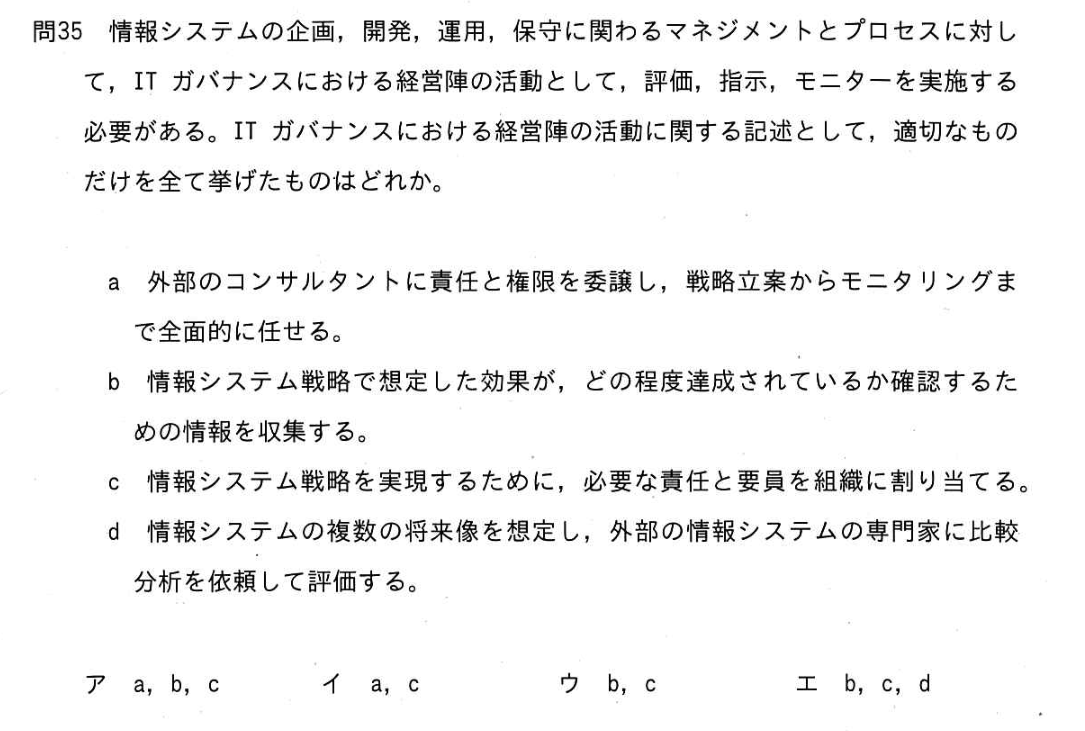 問35　情報システムの企画，開発，運用，保守に関わるマネジメントとプロセスに対し
て，IT ガバナンスにおける経営陣の活動として，評価，指示，モニターを実施する
必要がある。IT ガバナンスにおける経営陣の活動に関する記述として，適切なもの
だけを全て挙げたものはどれか。
a　外部のコンサルタントに責任と権限を委譲し，戦略立案からモニタリングま
で全面的に任せる。
b　情報システム戦略で想定した効果が，どの程度達成されているか確認するた
めの情報を収集する。
c　情報システム戦略を実現するために，必要な責任と要員を組織に割り当てる。
d　情報システムの複数の将来像を想定し，外部の情報システムの専門家に比較
分析を依頼して評価する。
ア　a，b，c　　イ　a，c　　ウ　b，c　　エ　b，c，d